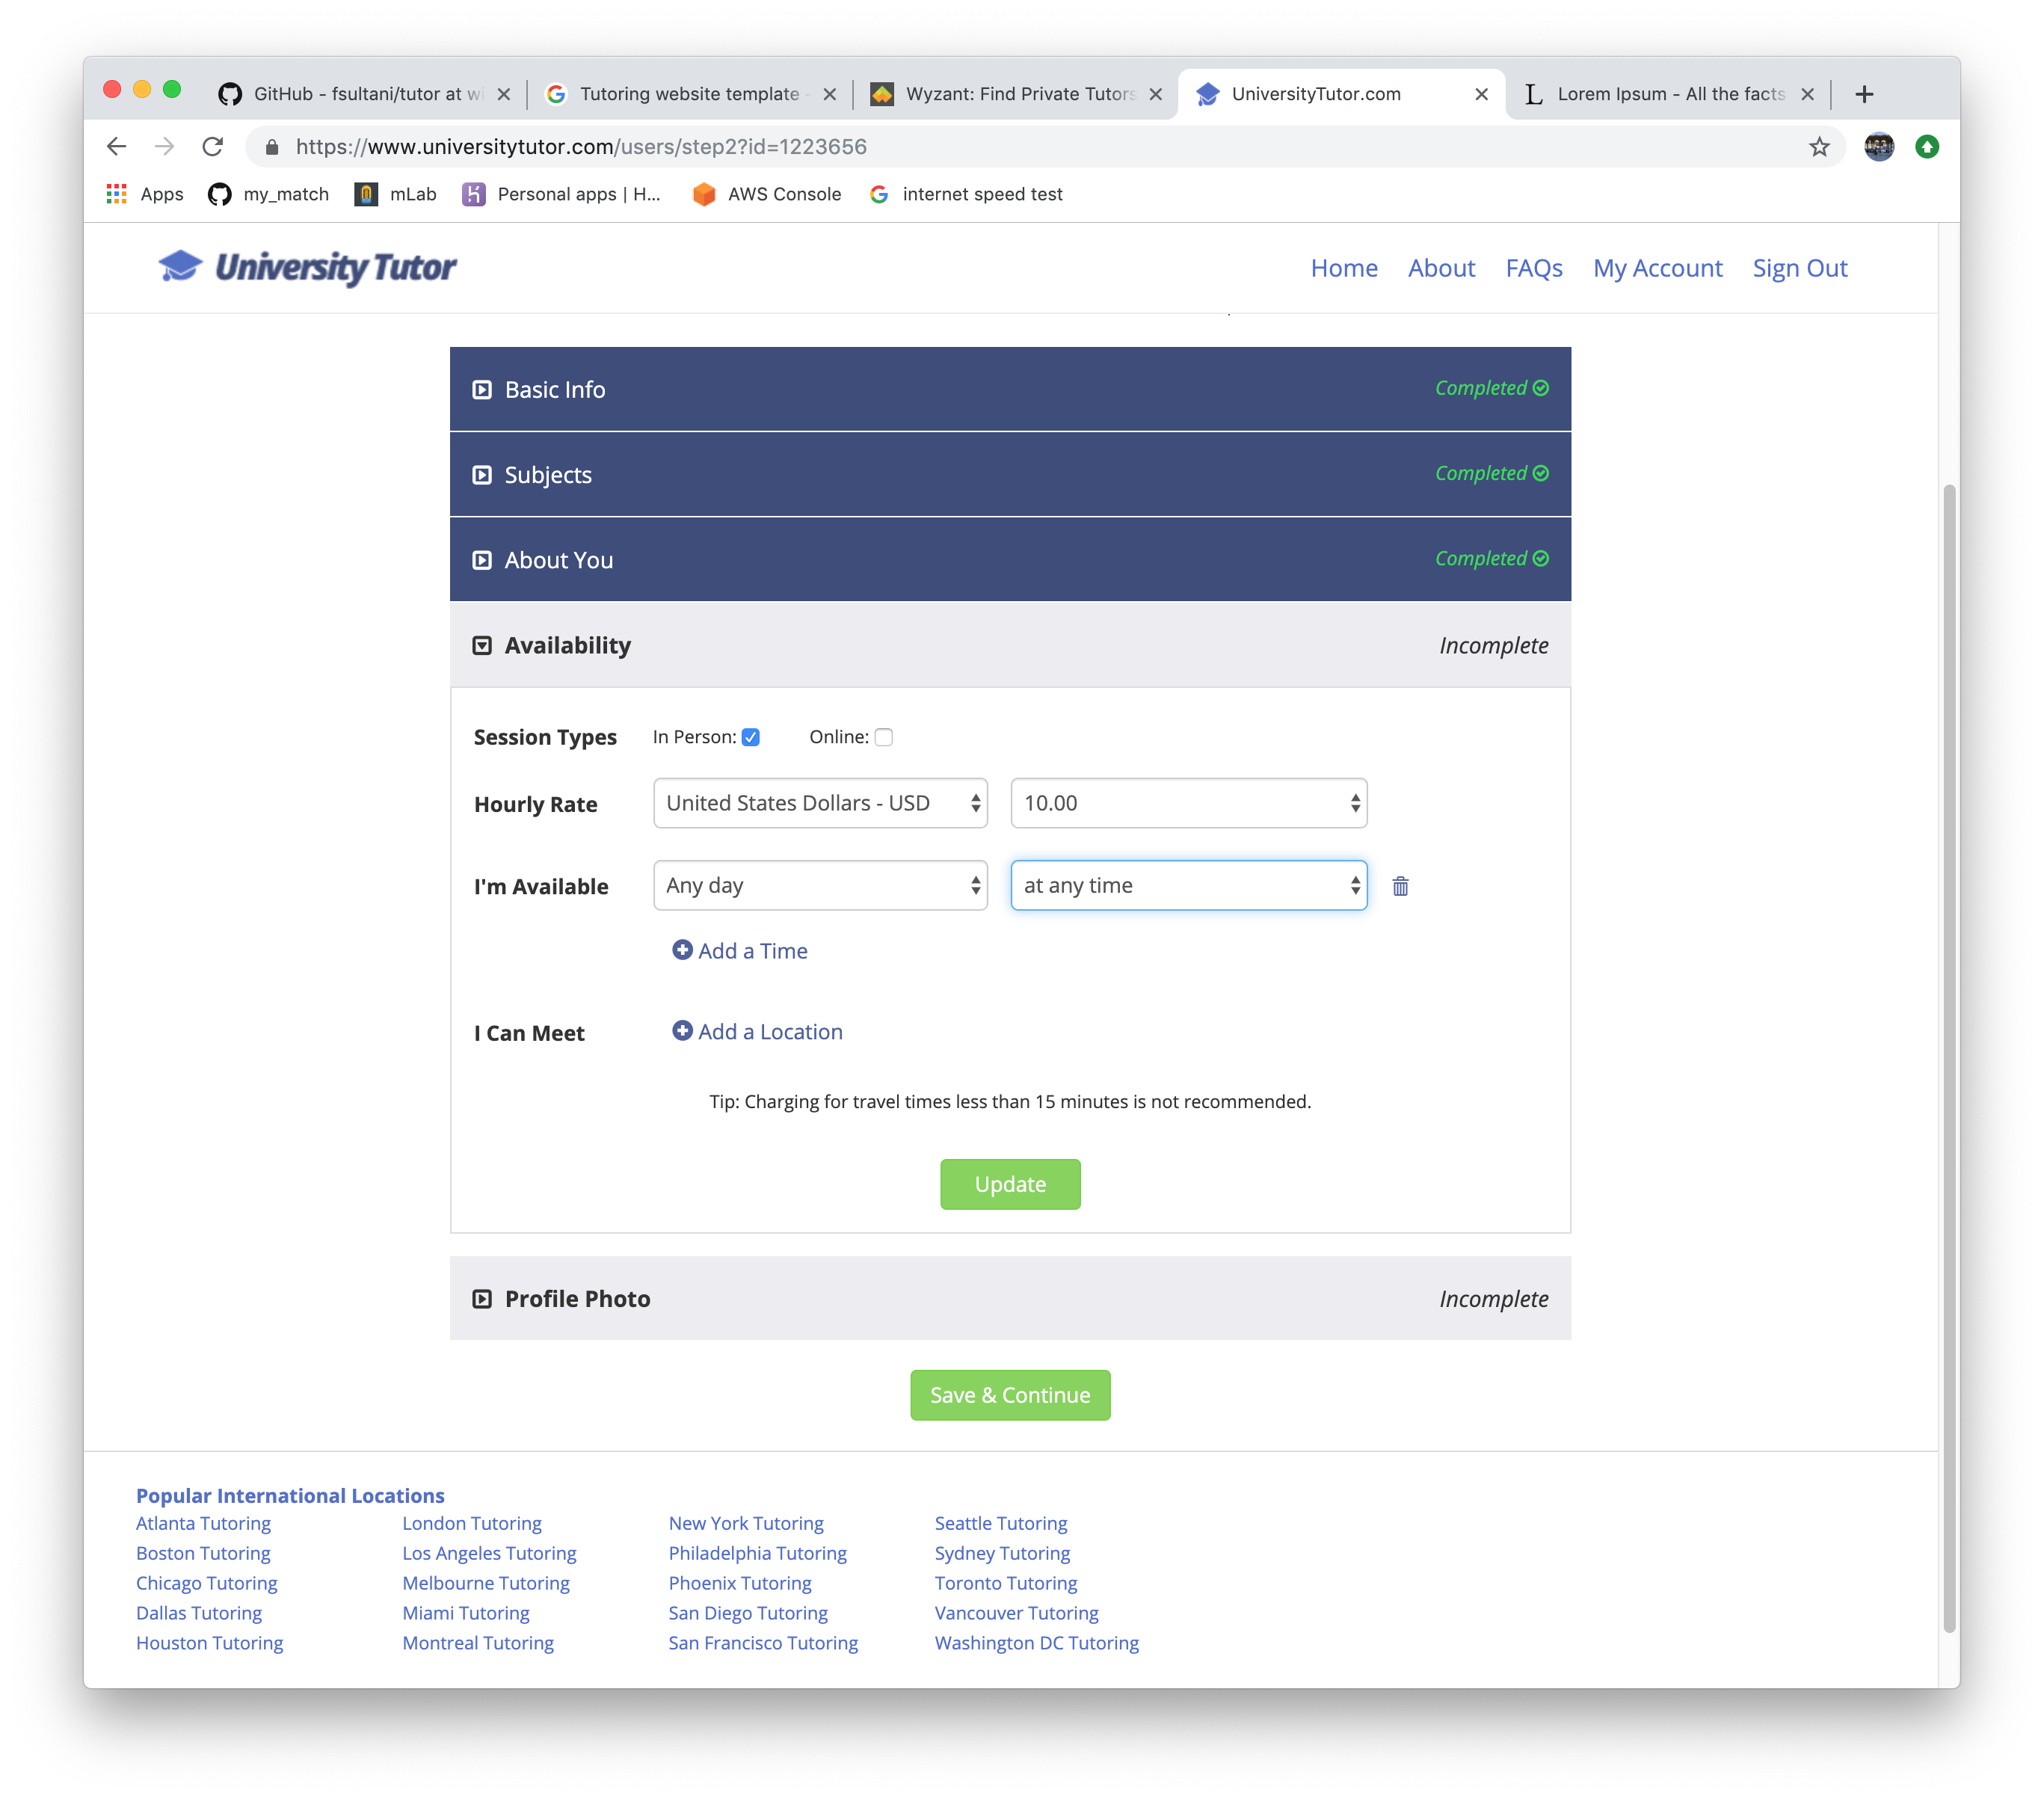 GitHub - fsultani/tutor at wi
Tutoring website template -
Wyzant: Find Private Tutors
UniversityTutor.com
Lorem Ipsum - All the facts
https://www.universitytutor.com/users/step2?id=1223656
Apps my_match mLab Personal apps | H... AWS Console internet speed test
University Tutor
Home About FAQs My Account Sign Out
Basic Info Completed
Subjects Completed
About You Completed
Availability Incomplete
Session Types In Person: Online:
Hourly Rate United States Dollars - USD 10.00
I'm Available Any day at any time
Add a Time
I Can Meet Add a Location
Tip: Charging for travel times less than 15 minutes is not recommended.
Update
Profile Photo Incomplete
Save & Continue
Popular International Locations
Atlanta Tutoring London Tutoring New York Tutoring Seattle Tutoring
Boston Tutoring Los Angeles Tutoring Philadelphia Tutoring Sydney Tutoring
Chicago Tutoring Melbourne Tutoring Phoenix Tutoring Toronto Tutoring
Dallas Tutoring Miami Tutoring San Diego Tutoring Vancouver Tutoring
Houston Tutoring Montreal Tutoring San Francisco Tutoring Washington DC Tutoring